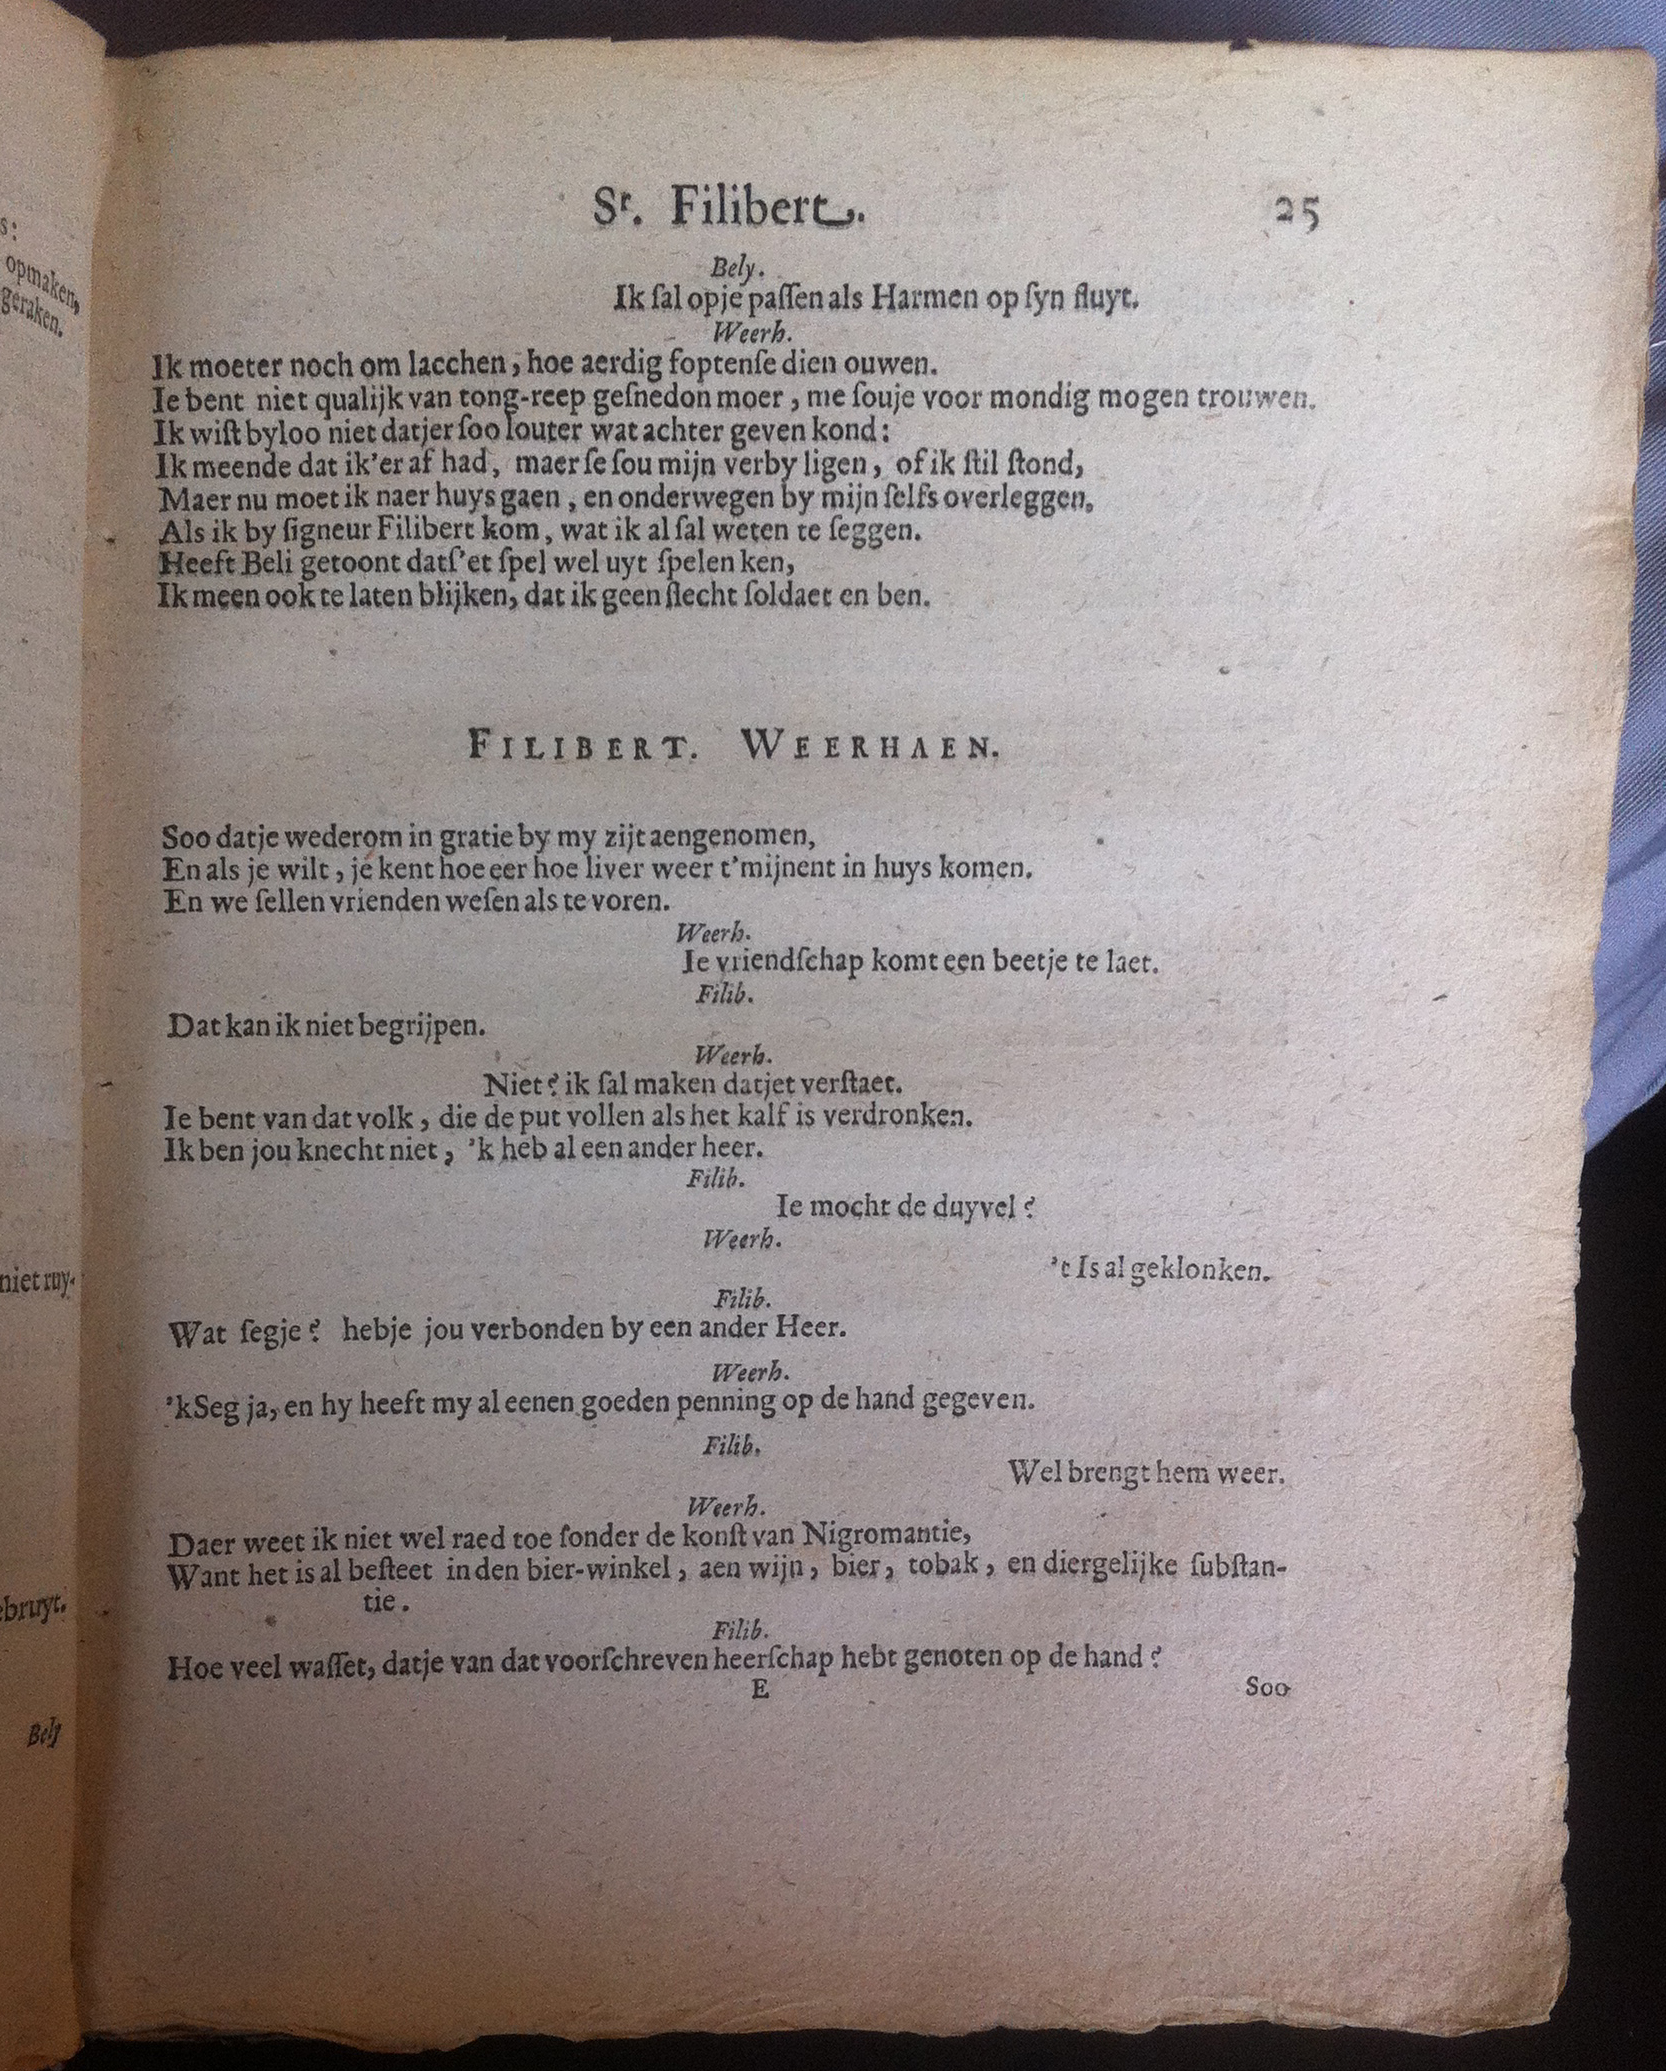 s:
opmaken,
geraken.
niet ruy-
bruyt.
Bely
Sr. Filibert. 25
Bely.
Ik ſal opje paſſen als Harmen op ſyn fluyt.
Weerh.
Ik moeter noch om lacchen, hoe aerdig foptenſe dien ouwen.
Ie bent niet qualijk van tong-reep geſnedon moer, me ſouje voor mondig mogen trouwen.
Ik wiſt byloo niet datjer ſoo louter wat achter geven kond:
Ik meende dat ik'er af had, maer ſe ſou mijn verby ligen, of ik ſtil ſtond,
Maer nu moet ik naer huys gaen, en onderwegen by mijn ſelfs overleggen,
Als ik by ſigneur Filibert kom, wat ik al ſal weten te ſeggen.
Heeft Beli getoont datſ'et ſpel wel uyt ſpelen ken,
Ik meen ook te laten blijken, dat ik geen ſlecht ſoldaet en ben.
FILIBERT. WEERHAEN.
Soo datje wederom in gratie by my zijt aengenomen,
En als je wilt, je kent hoe eer hoe liver weer t'mijnent in huys komen.
En we ſellen vrienden weſen als te voren.
Weerh.
Ie vriendſchap komt een beetje te laet.
Filib.
Dat kan ik niet begrijpen.
Weerh.
Niet? ik ſal maken datjet verſtaet.
Ie bent van dat volk, die de put vollen als het kalf is verdronken.
Ik ben jou knecht niet, 'k heb al een ander heer.
Filib.
Ie mocht de duyvel?
Weerh.
't Is al geklonken.
Filib.
Wat ſegje? hebje jou verbonden by een ander Heer.
Weerh.
'kSeg ja, en hy heeft my al eenen goeden penning op de hand gegeven.
Filib.
Wel brengt hem weer.
Weerh.
Daer weet ik niet wel raed toe ſonder de konſt van Nigromantie,
Want het is al beſteet in den bier-winkel, aen wijn, bier, tobak, en diergelijke ſubſtan-
tie.
Filib.
Hoe veel waſſet, datje van dat voorſchreven heerſchap hebt genoten op de hand?
E Soo